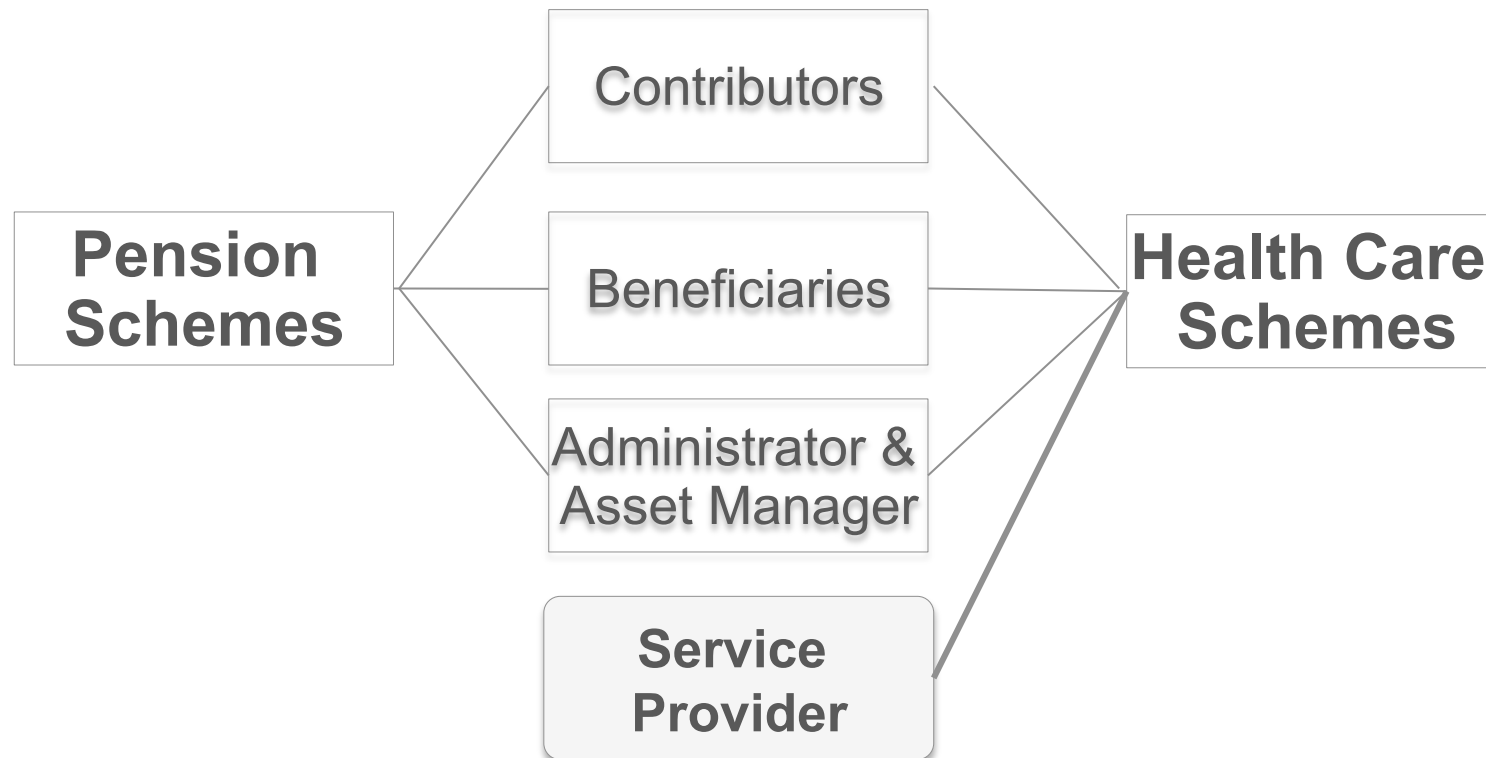 Contributors
Pension
Schemes
Beneficiaries
Health Care
Schemes
Administrator &
Asset Manager
Service
Provider